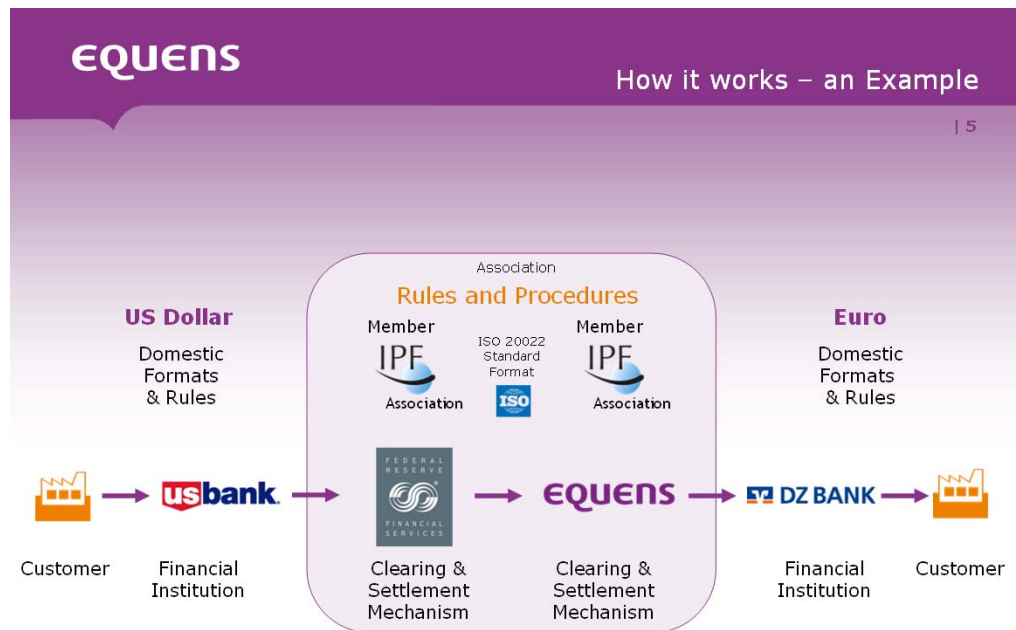 EQUENS
How it works – an Example
| 5
Association
Rules and Procedures
US Dollar
Domestic
Formats
& Rules
Member
IPF
Association
ISO 20022
Standard
Format
ISO
Member
IPF
Association
Euro
Domestic
Formats
& Rules
usbank.
FEDERAL
RESERVE
FINANCIAL
SERVICES
®
EQUENS
DZ BANK
Customer
Financial
Institution
Clearing &
Settlement
Mechanism
Clearing &
Settlement
Mechanism
Financial
Institution
Customer